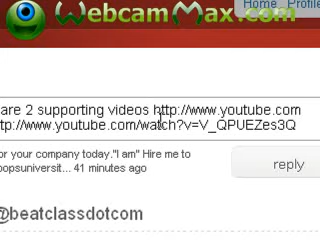 WebcamMax.com
Home Profile
are 2 supporting videos http://www.youtube.com
tp://www.youtube.com/watch?v=V_QPUEZes3Q
or your company today."I am" Hire me to
oopsuniversit... 41 minutes ago
reply
@beatclassdotcom